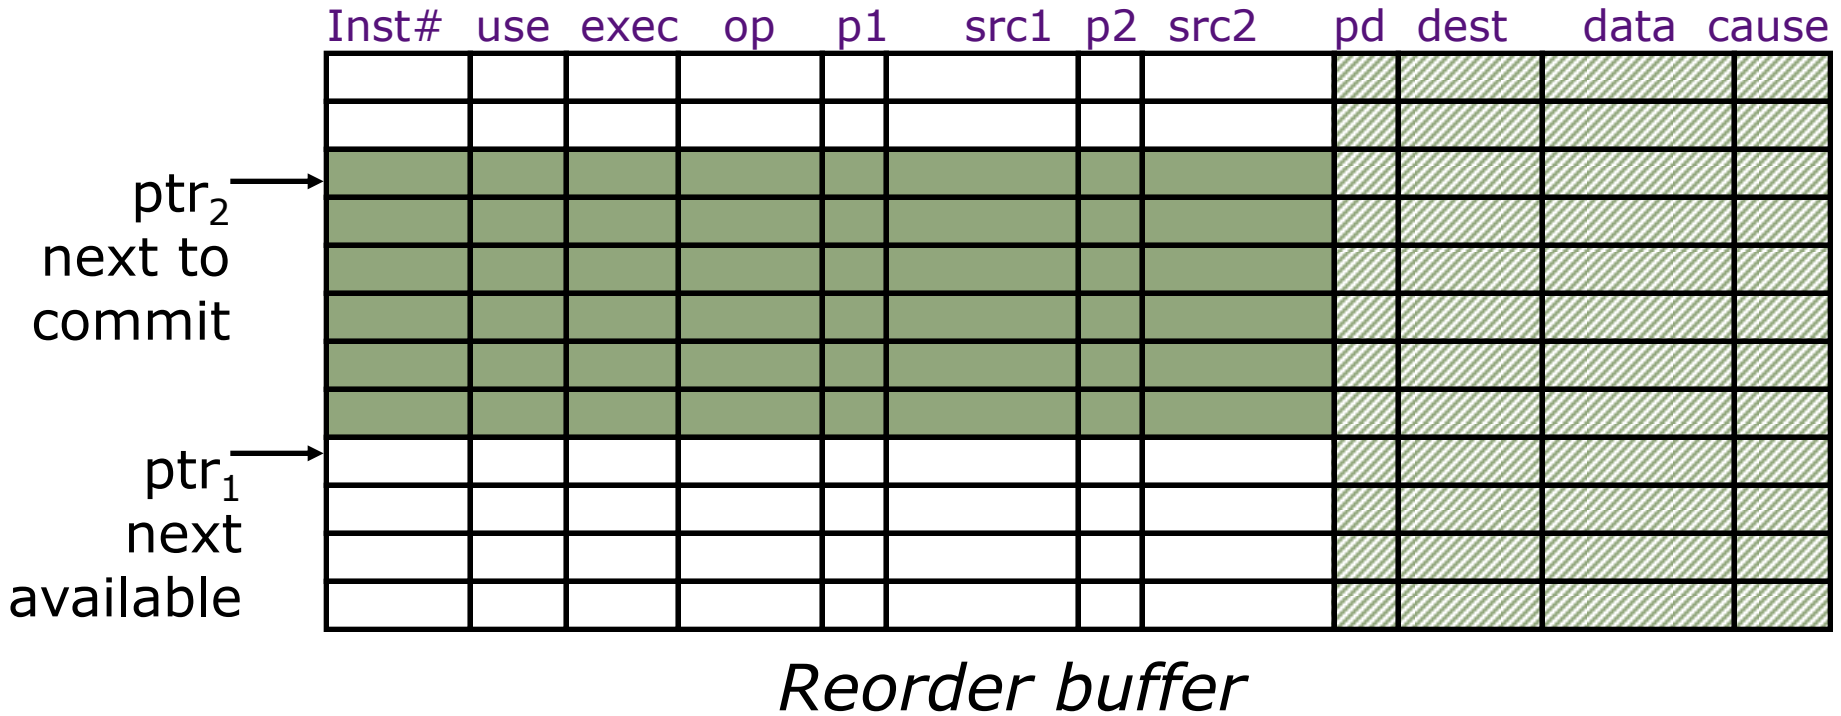 Inst# use exec op p1 src1 p2 src2 pd dest data cause
ptr₂
next to
commit
ptr₁
next
available
Reorder buffer